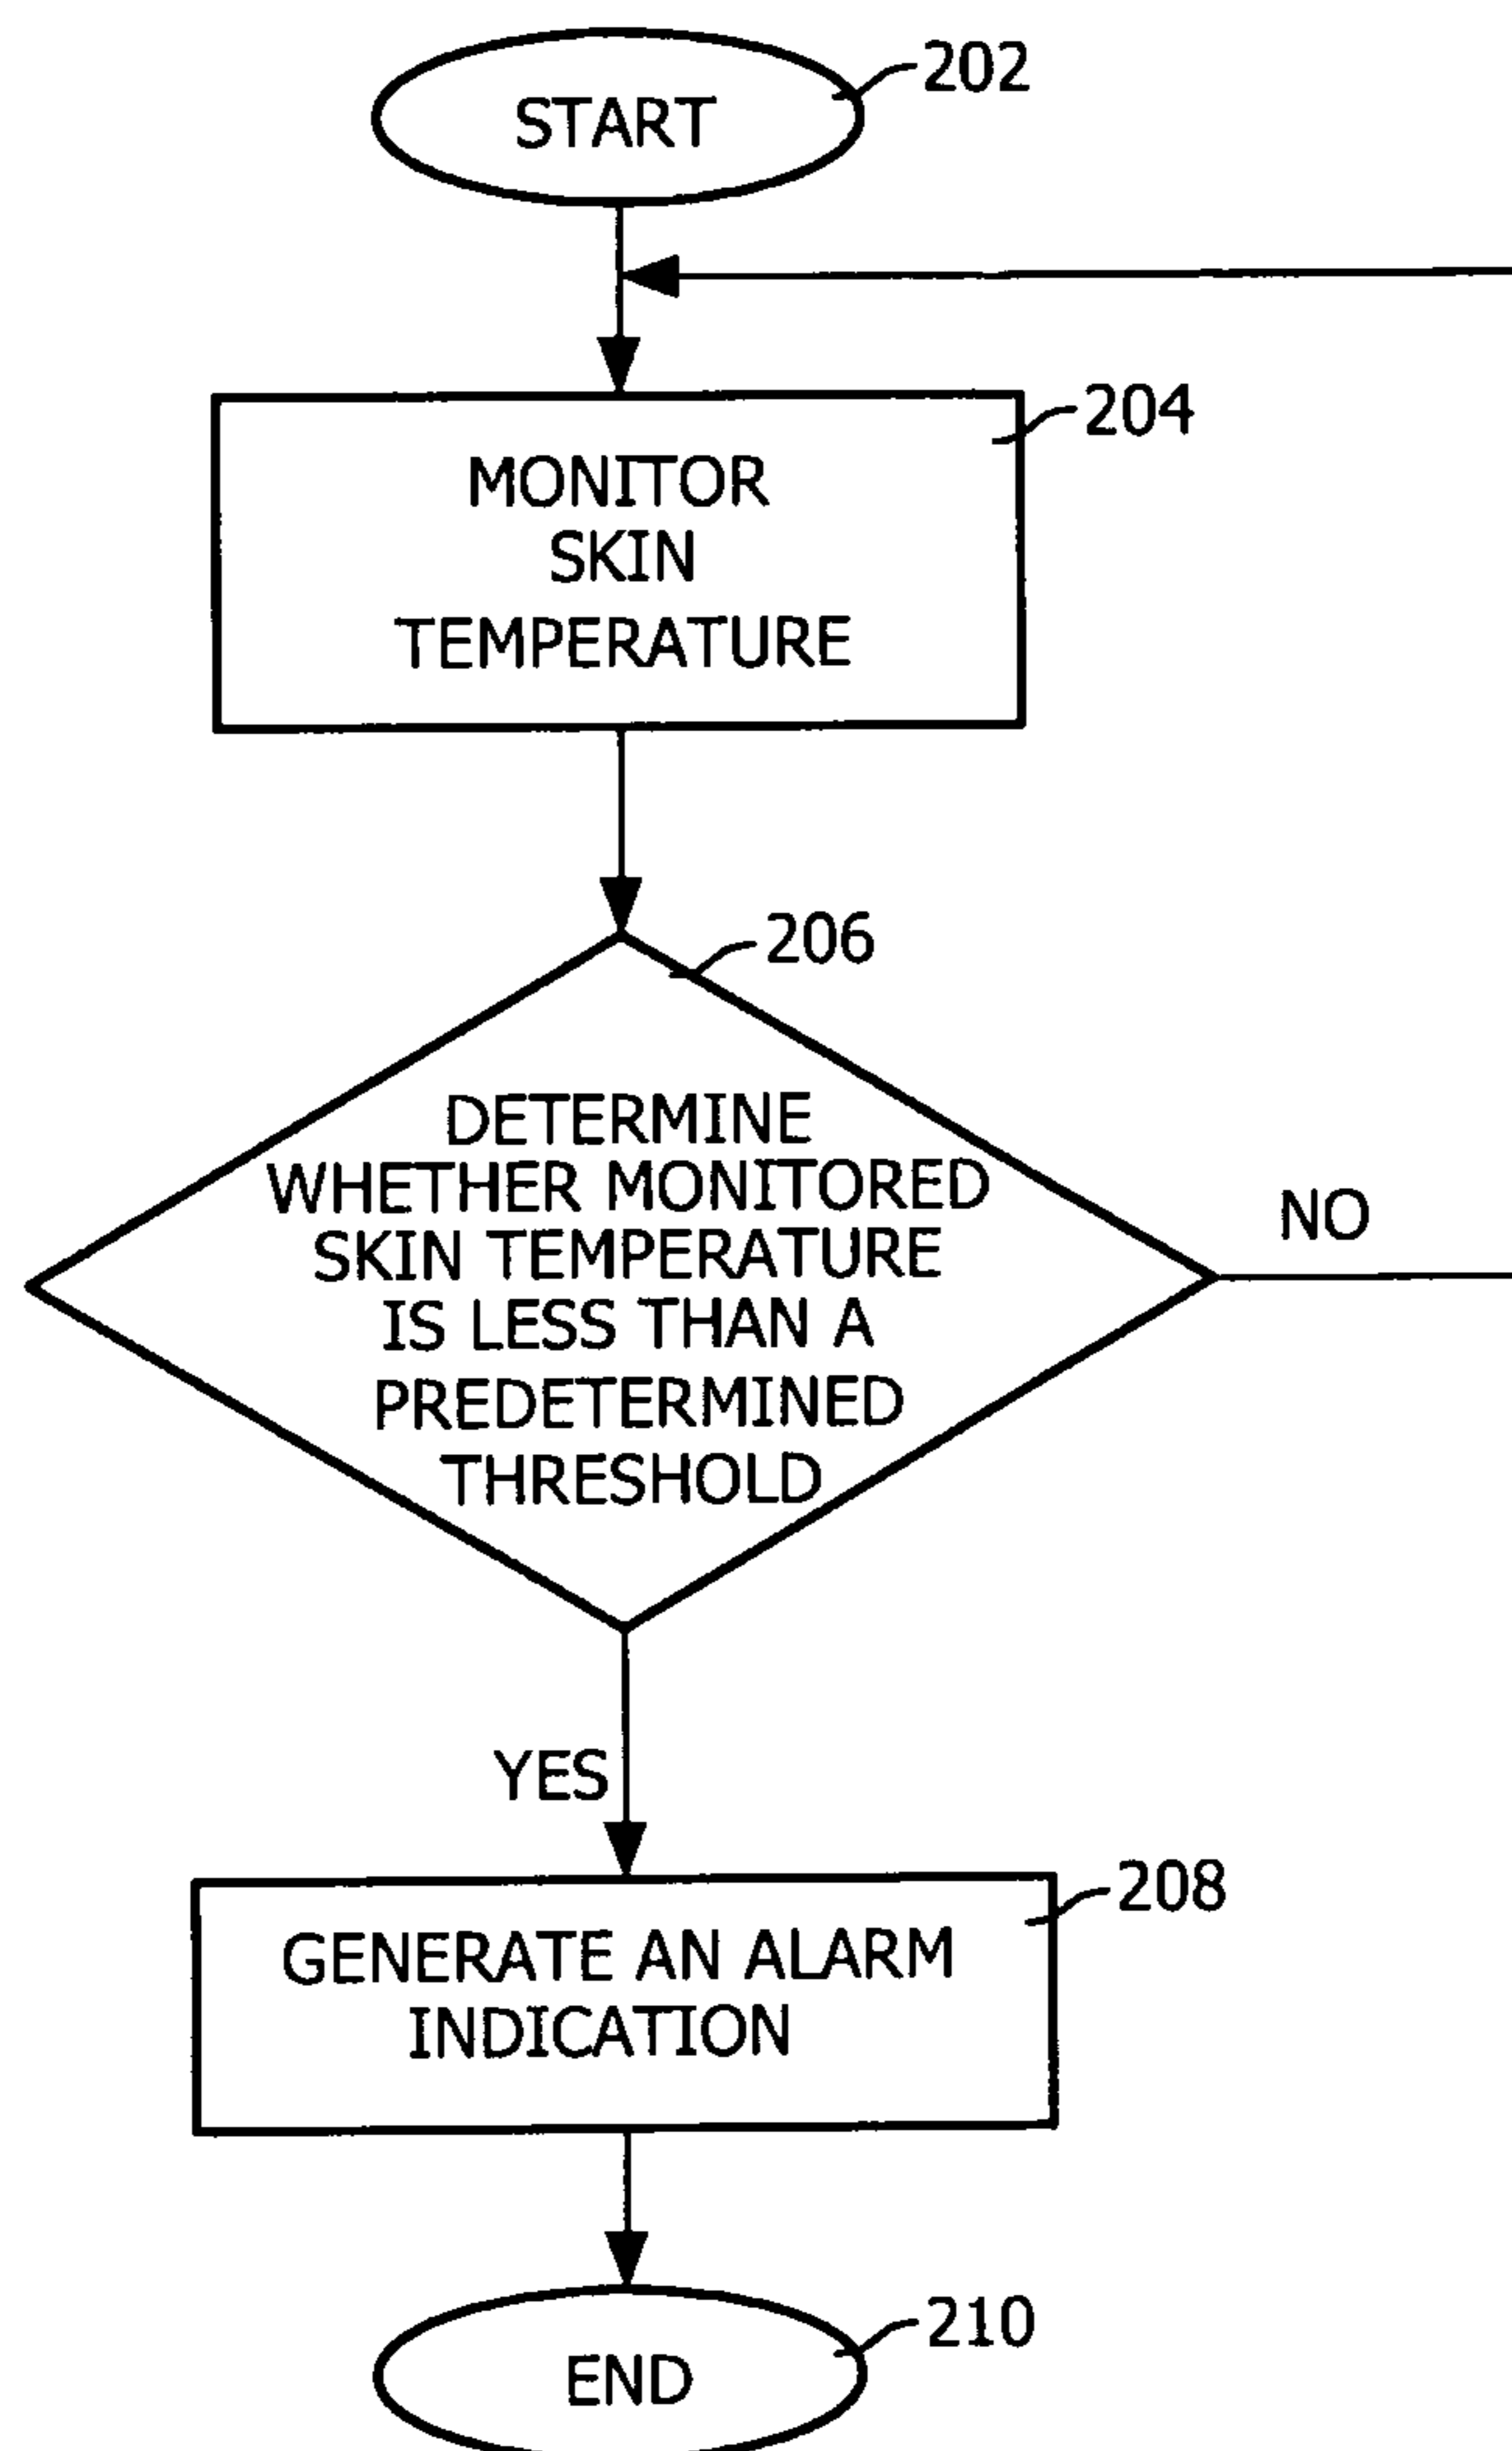 START
202
MONITOR
SKIN
TEMPERATURE
204
206
DETERMINE
WHETHER MONITORED
SKIN TEMPERATURE
IS LESS THAN A
PREDETERMINED
THRESHOLD
NO
YES
GENERATE AN ALARM
INDICATION
208
END
210